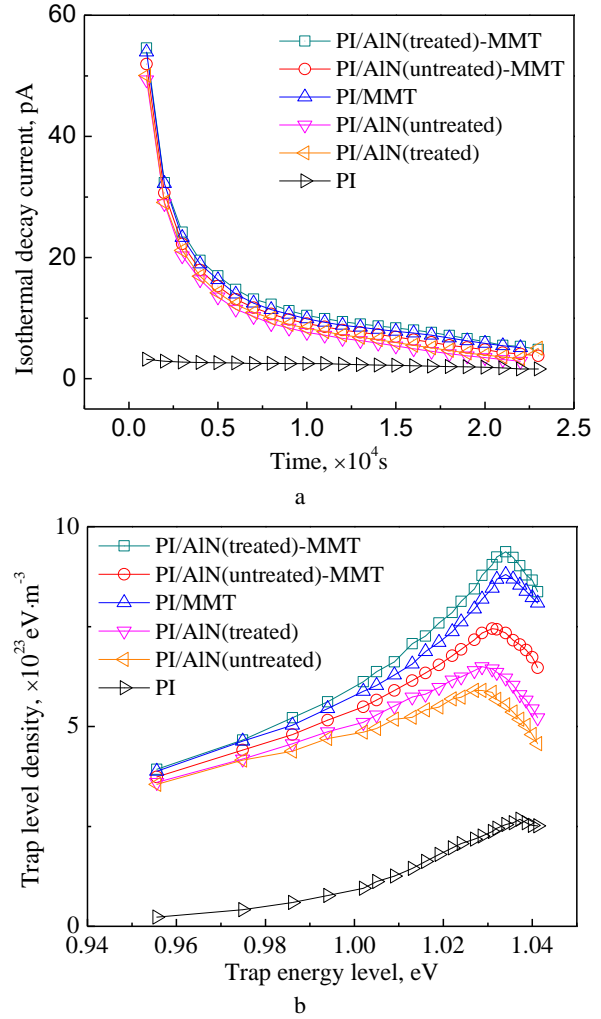 60
40
20
0
Isothermal decay current, pA
PI/AlN(treated)-MMT
PI/AlN(untreated)-MMT
PI/MMT
PI/AlN(untreated)
PI/AlN(treated)
PI
0.0 0.5 1.0 1.5 2.0 2.5
Time, ×10⁴s
a
10
5
0
Trap level density, ×10²³ eV·m⁻³
PI/AlN(treated)-MMT
PI/AlN(untreated)-MMT
PI/MMT
PI/AlN(treated)
PI/AlN(untreated)
PI
0.94 0.96 0.98 1.00 1.02 1.04
Trap energy level, eV
b